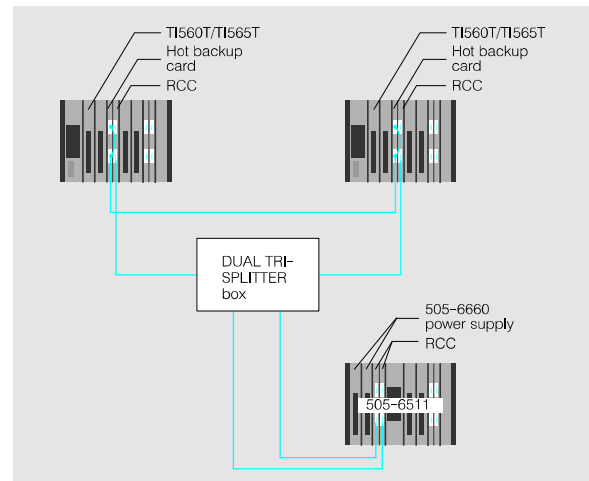 TI560T/TI565T
Hot backup
card
RCC
TI560T/TI565T
Hot backup
card
RCC
DUAL TRI-
SPLITTER
box
505-6660
power supply
RCC
505-6511